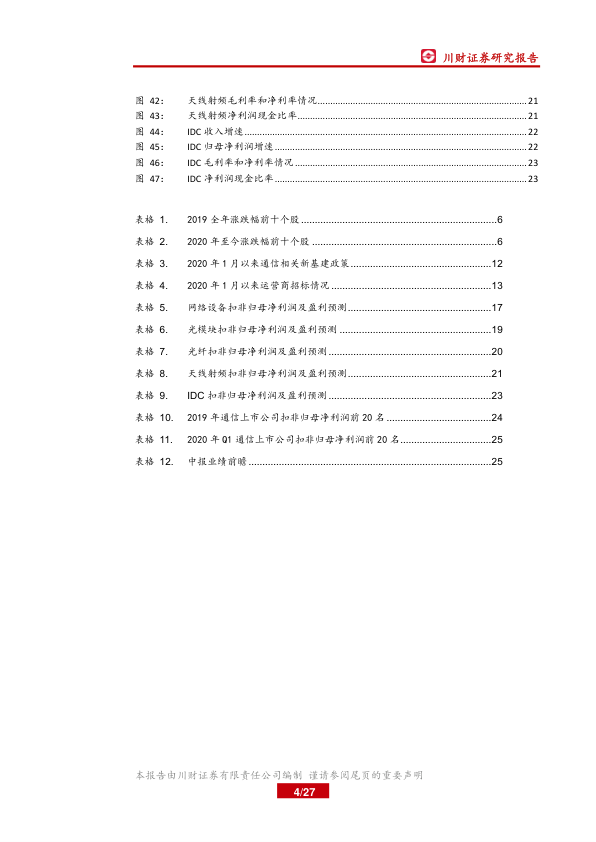 川财证券研究报告
图 42： 天线射频毛利率和净利率情况........21
图 43： 天线射频净利润现金比率........21
图 44： IDC 收入增速........22
图 45： IDC 归母净利润增速........22
图 46： IDC 毛利率和净利率情况........23
图 47： IDC 净利润现金比率........23
表格 1. 2019 全年涨跌幅前十个股........6
表格 2. 2020 年至今涨跌幅前十个股........6
表格 3. 2020 年 1 月以来通信相关新基建政策........12
表格 4. 2020 年 1 月以来运营商招标情况........13
表格 5. 网络设备扣非归母净利润及盈利预测........17
表格 6. 光模块扣非归母净利润及盈利预测........19
表格 7. 光纤扣非归母净利润及盈利预测........20
表格 8. 天线射频扣非归母净利润及盈利预测........21
表格 9. IDC 扣非归母净利润及盈利预测........23
表格 10. 2019 年通信上市公司扣非归母净利润前 20 名........24
表格 11. 2020 年 Q1 通信上市公司扣非归母净利润前 20 名........25
表格 12. 中报业绩前瞻........25
本报告由川财证券有限责任公司编制 谨请参阅尾页的重要声明
4/27